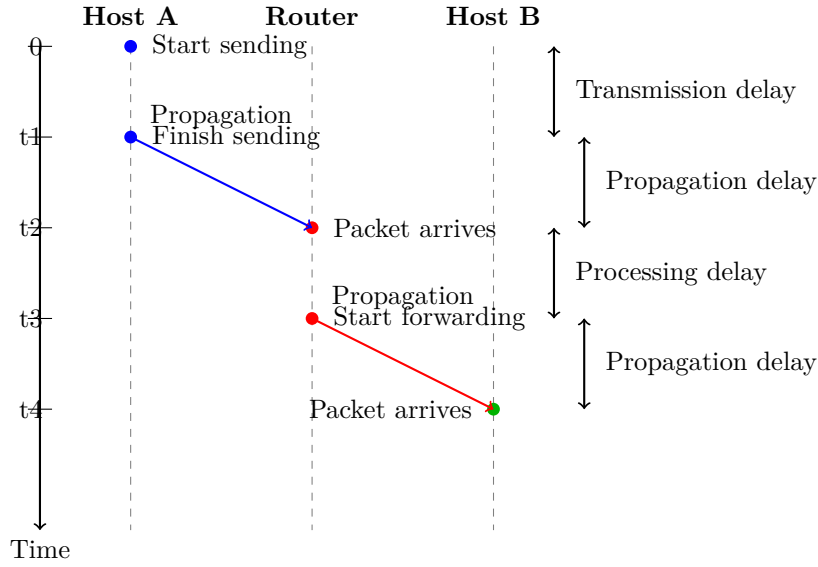 Host A Router Host B
0 Start sending
Transmission delay
Propagation
t1 Finish sending
Propagation delay
t2 Packet arrives
Processing delay
Propagation
t3 Start forwarding
Propagation delay
t4 Packet arrives
Time